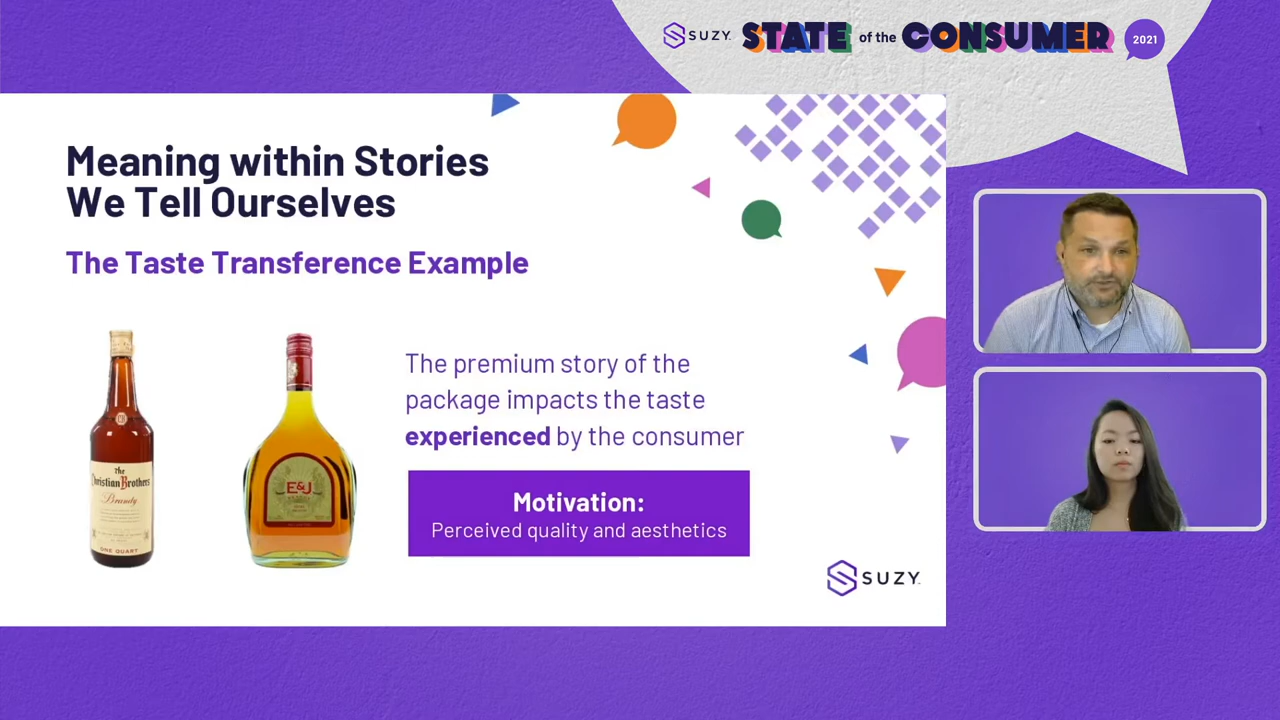 SUZY STATE of the CONSUMER 2021
Meaning within Stories
We Tell Ourselves
The Taste Transference Example
The premium story of the
package impacts the taste
experienced by the consumer
Motivation:
Perceived quality and aesthetics
The
Christian Brothers
Brandy
ONE QUART
E&J
SUZY